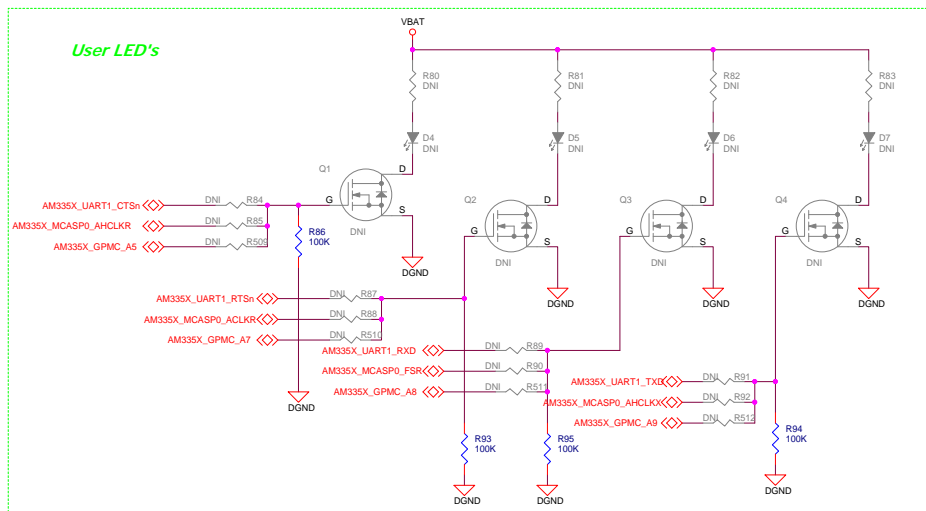 VBAT
User LED's
R80
DNI
R81
DNI
R82
DNI
R83
DNI
D4
DNI
D5
DNI
D6
DNI
D7
DNI
Q1
D
G
S
DNI
Q2
D
G
S
DNI
Q3
D
G
S
DNI
Q4
D
G
S
DNI
AM335X_UART1_CTSn
DNI
R84
AM335X_MCASP0_AHCLKR
DNI
R85
AM335X_GPMC_A5
DNI
R509
R86
100K
DGND
DGND
DGND
DGND
AM335X_UART1_RTSn
DNI
R87
AM335X_MCASP0_ACLKR
DNI
R88
AM335X_GPMC_A7
DNI
R510
AM335X_UART1_RXD
DNI
R89
AM335X_MCASP0_FSR
DNI
R90
AM335X_GPMC_A8
DNI
R511
AM335X_UART1_TXD
DNI
R91
AM335X_MCASP0_AHCLKX
DNI
R92
AM335X_GPMC_A9
DNI
R512
DGND
R93
100K
R95
100K
R94
100K
DGND
DGND
DGND